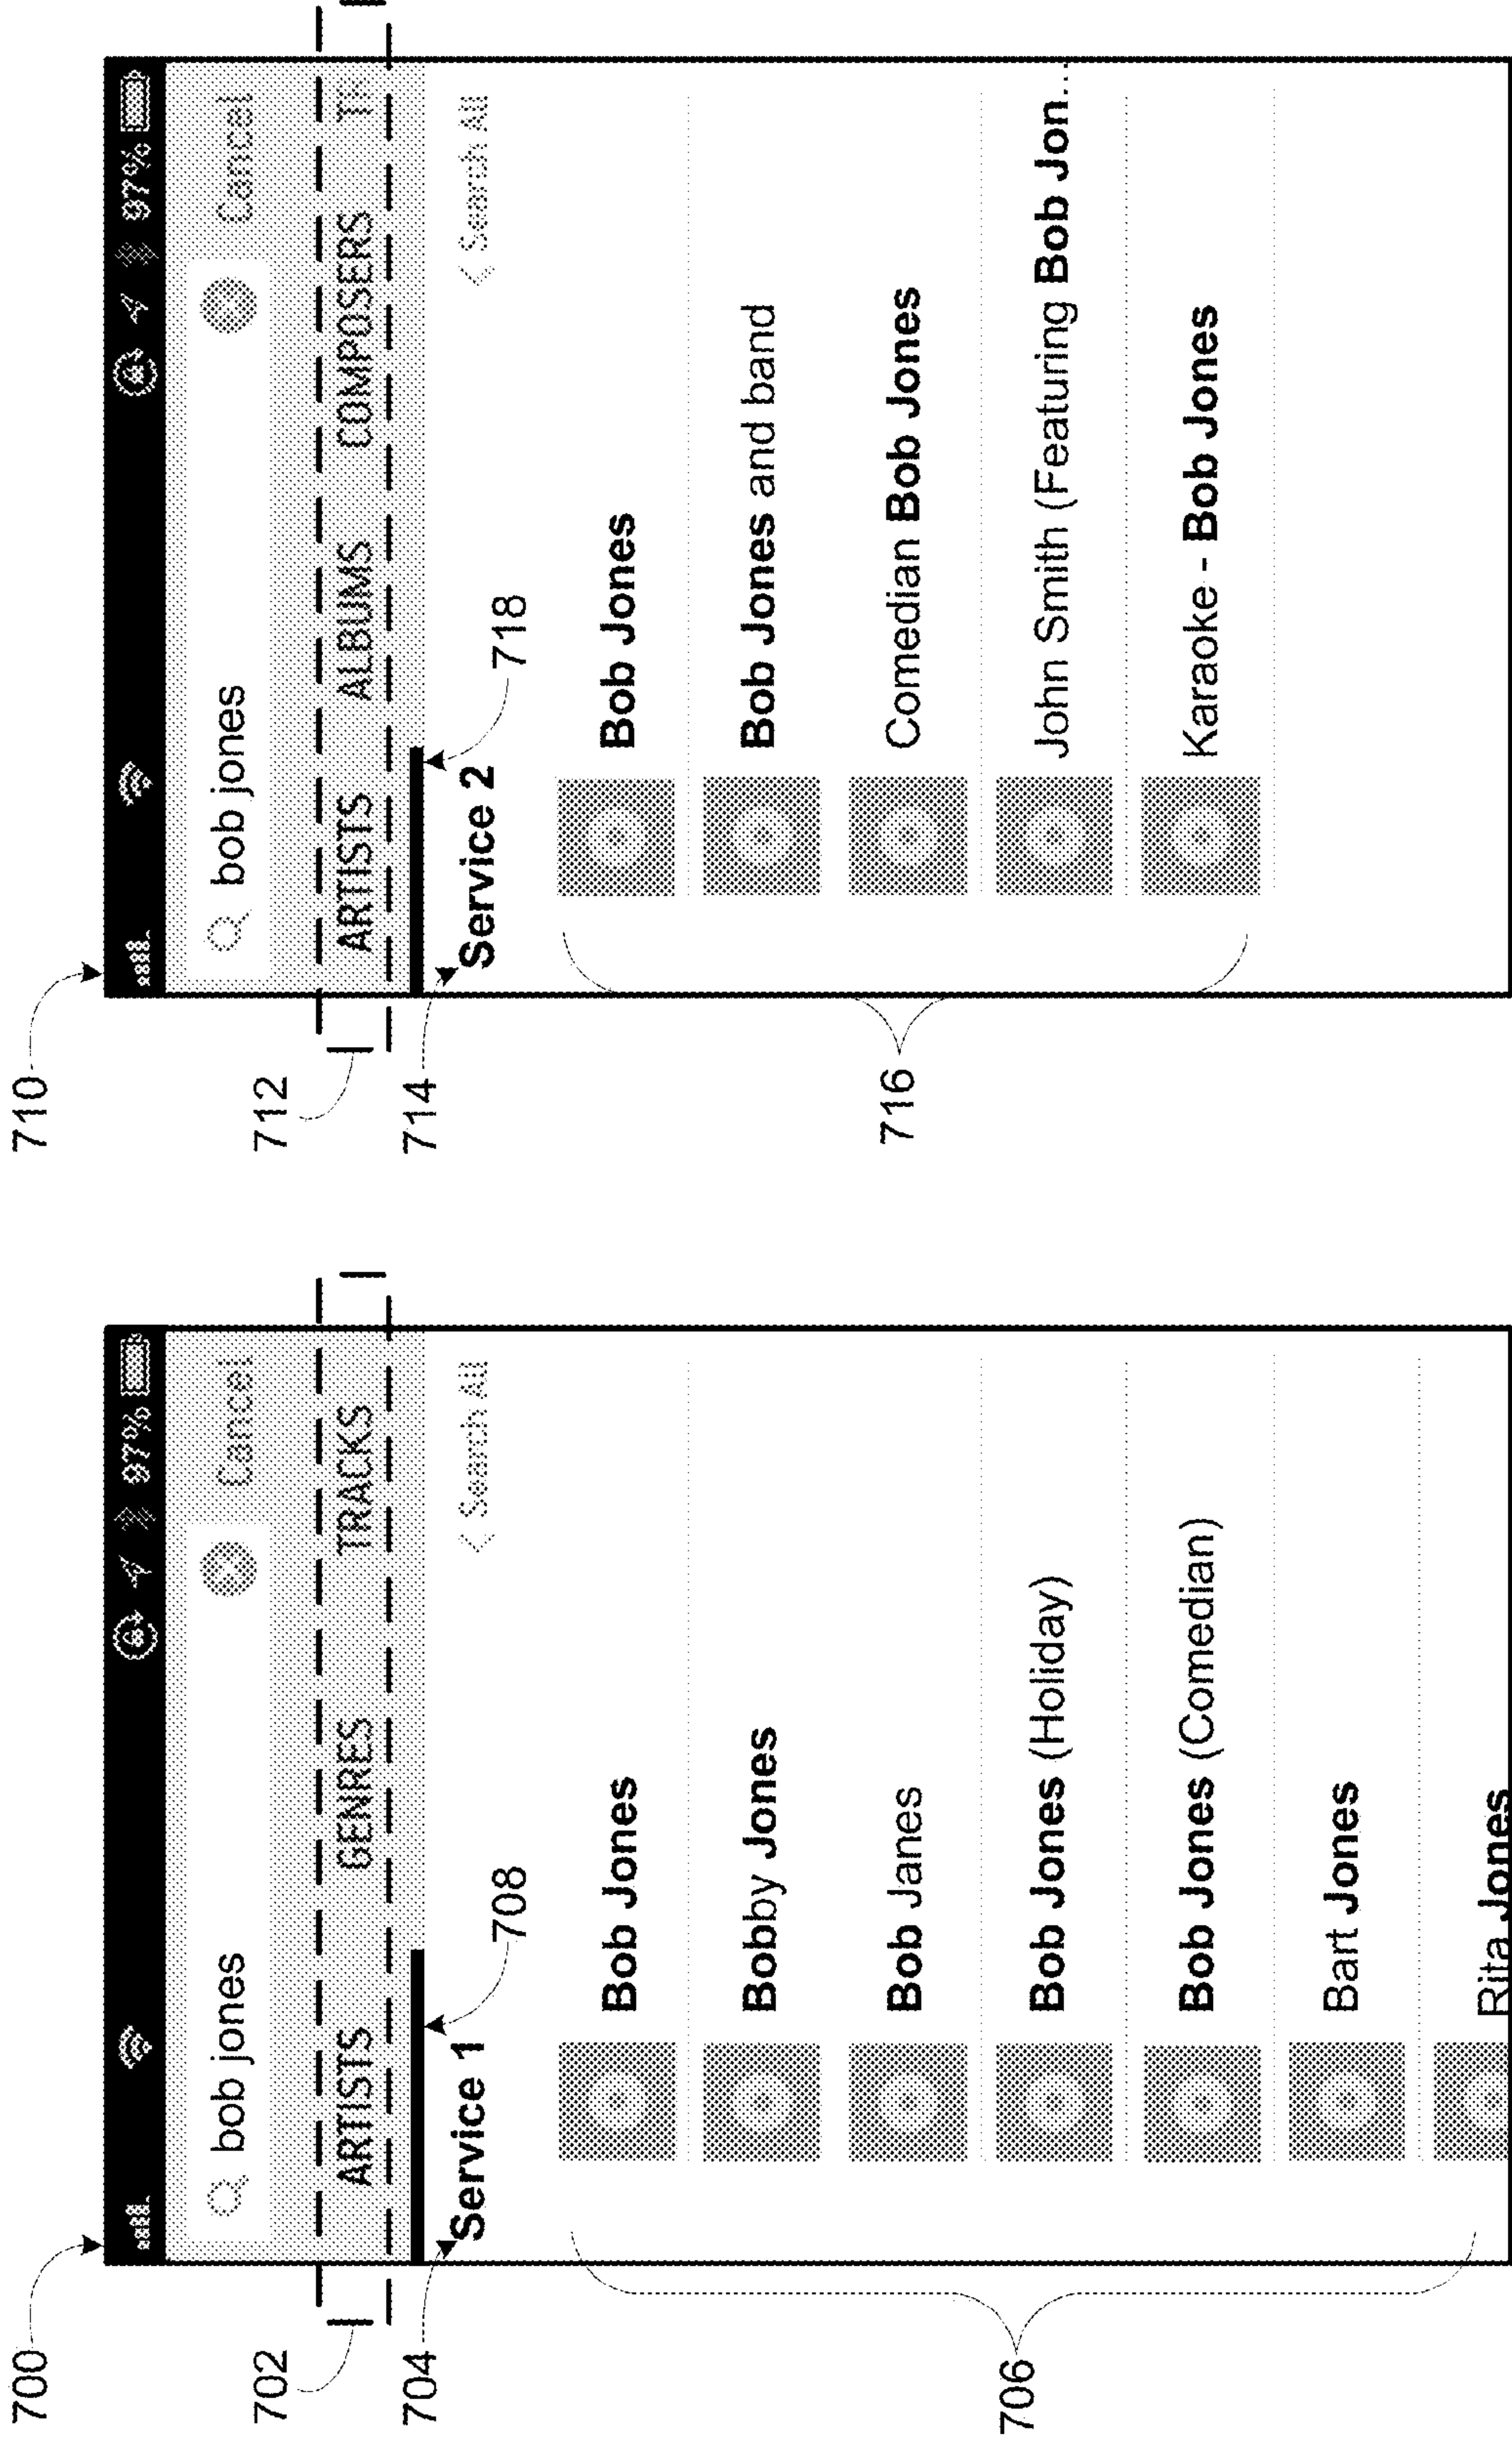 700
702
704
706
708
97%
bob jones
Cancel
ARTISTS GENRES TRACKS
Service 1
< Search All
Bob Jones
Bobby Jones
Bob Janes
Bob Jones (Holiday)
Bob Jones (Comedian)
Bart Jones
Rita Jones
710
712
714
716
718
97%
bob jones
Cancel
ARTISTS ALBUMS COMPOSERS
Service 2
< Search All
Bob Jones
Bob Jones and band
Comedian Bob Jones
John Smith (Featuring Bob Jon...
Karaoke - Bob Jones